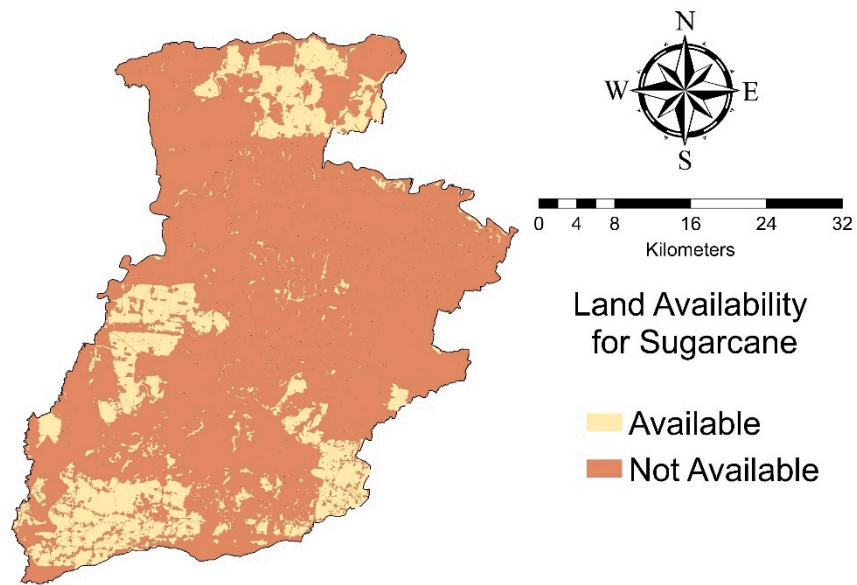 N
W E
S
0 4 8 16 24 32
Kilometers
Land Availability
for Sugarcane
Available
Not Available